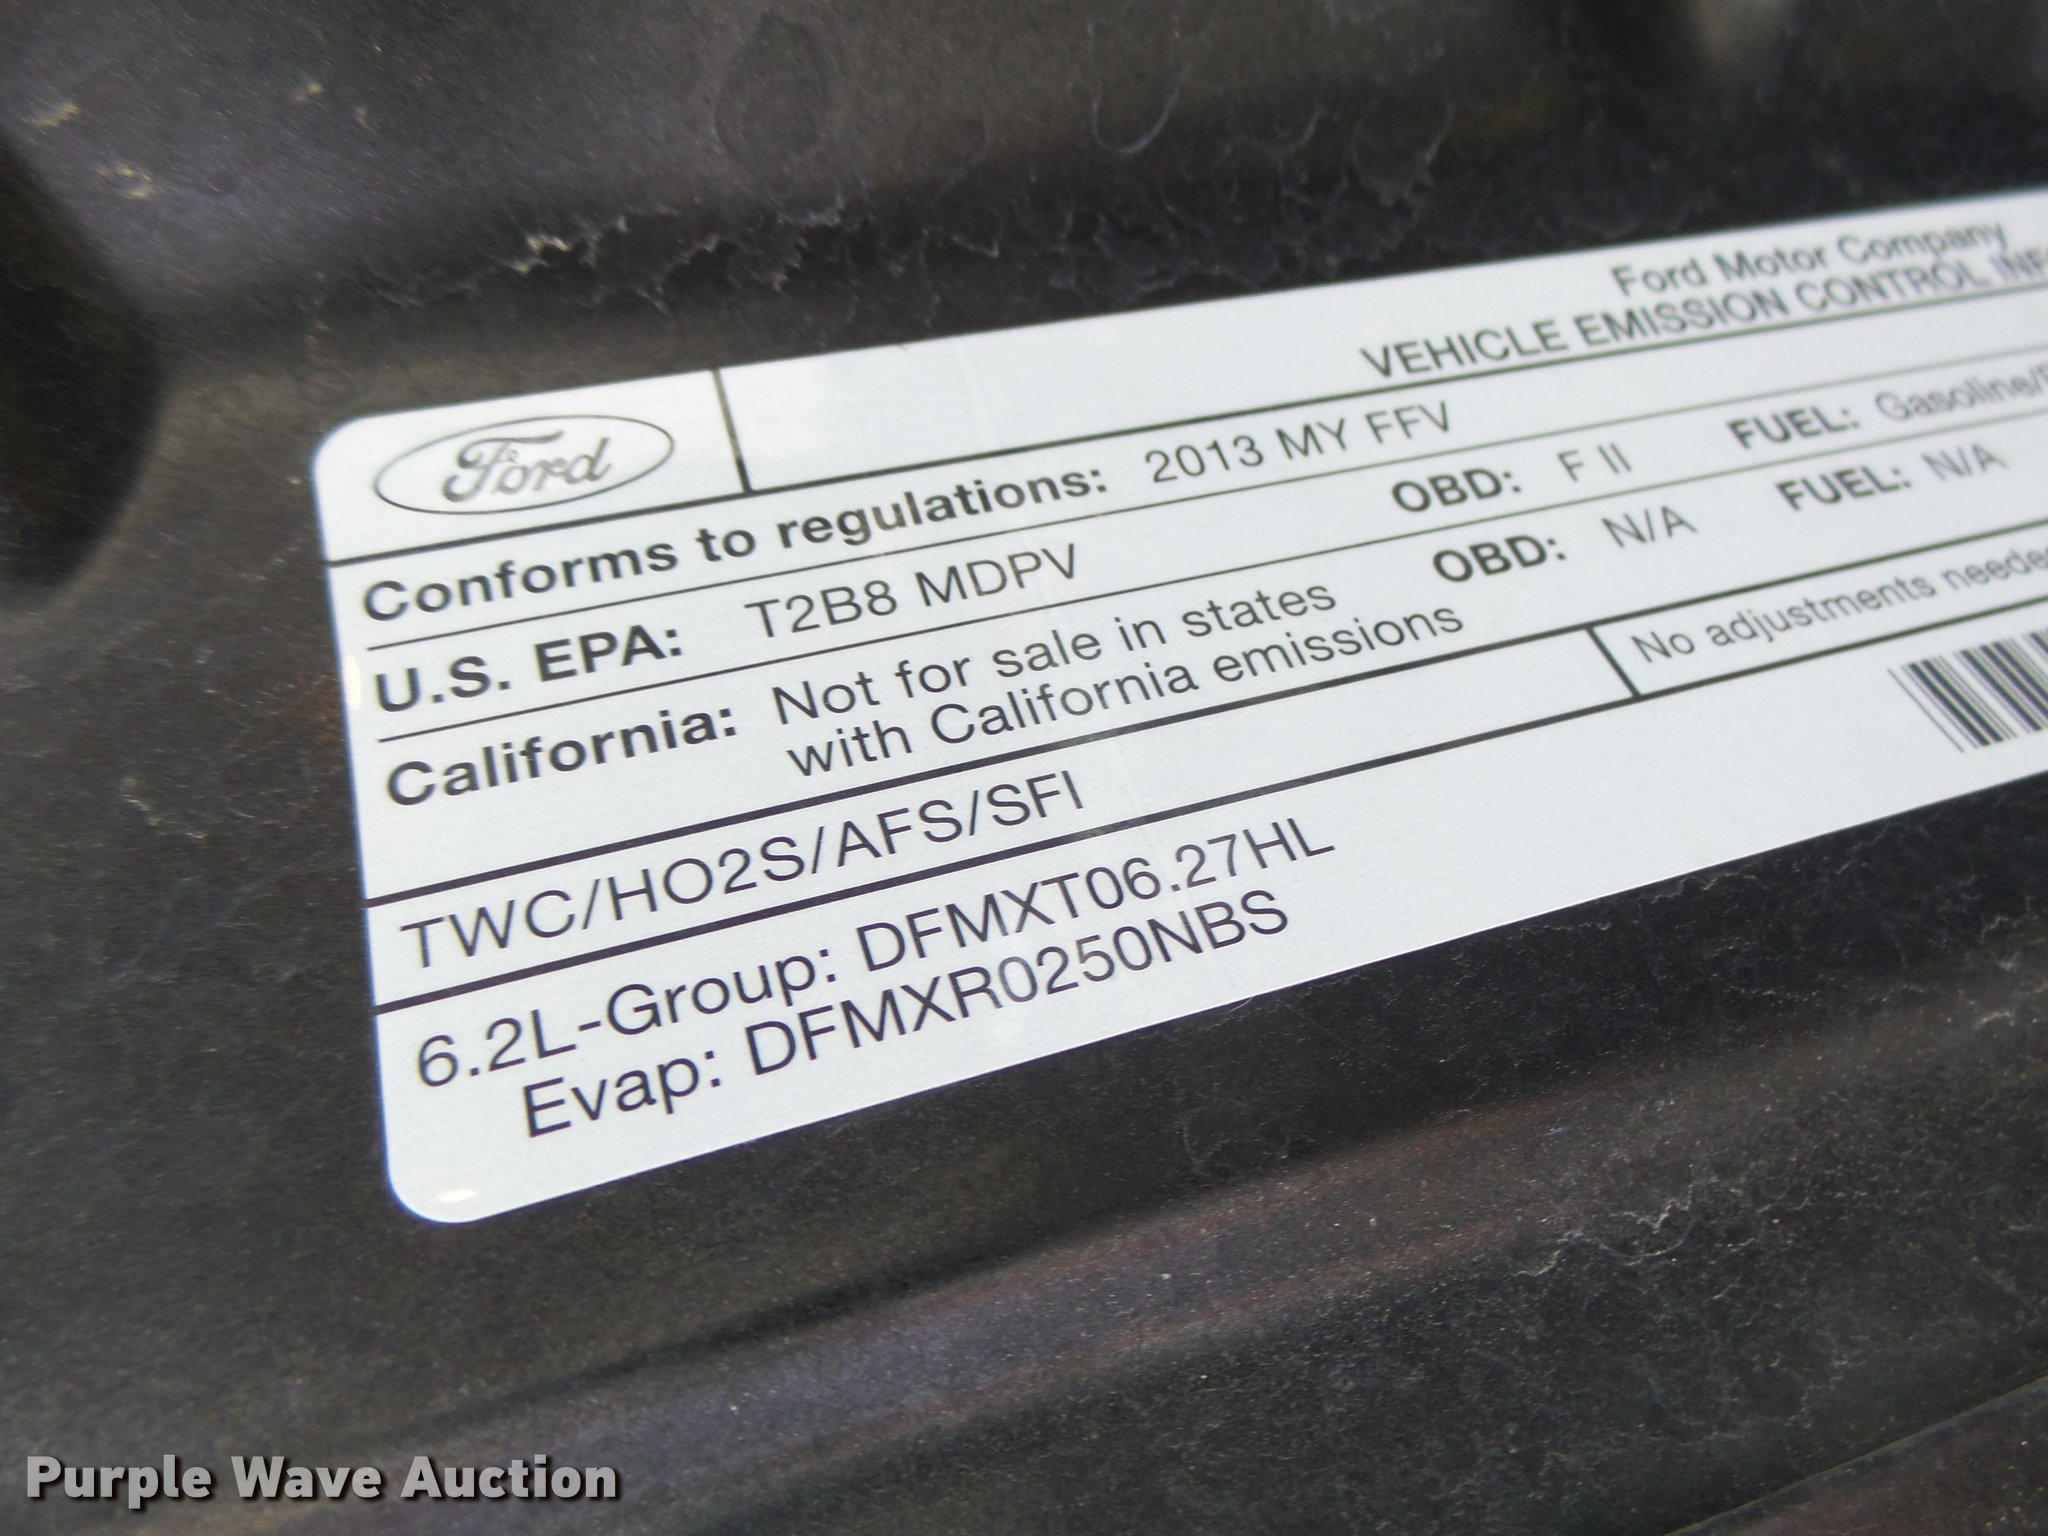 Ford Motor Company
VEHICLE EMISSION CONTROL
Ford
Conforms to regulations: 2013 MY FFV
U.S. EPA: T2B8 MDPV OBD: F II FUEL: Gasoline/
California: Not for sale in states OBD: N/A FUEL: N/A
with California emissions
TWC/HO2S/AFS/SFI No adjustments
6.2L-Group: DFMXT06.27HL
Evap: DFMXR0250NBS
Purple Wave Auction